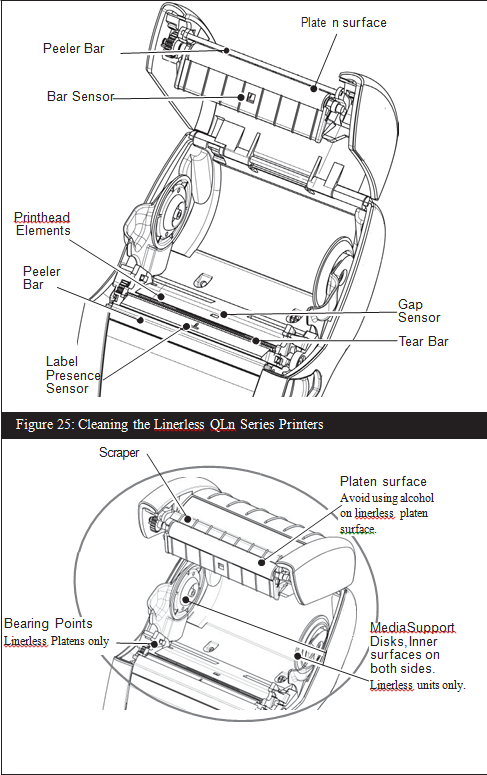 Plate n surface
Peeler Bar
Bar Sensor
Printhead
Elements
Peeler
Bar
Gap
Sensor
Tear Bar
Label
Presence
Sensor
Figure 25: Cleaning the Linerless QLn Series Printers
Scraper
Platen surface
Avoid using alcohol
on linerless platen
surface.
Bearing Points
Linerless Platens only
MediaSupport
Disks,Inner
surfaces on
both sides.
Linerless units only.